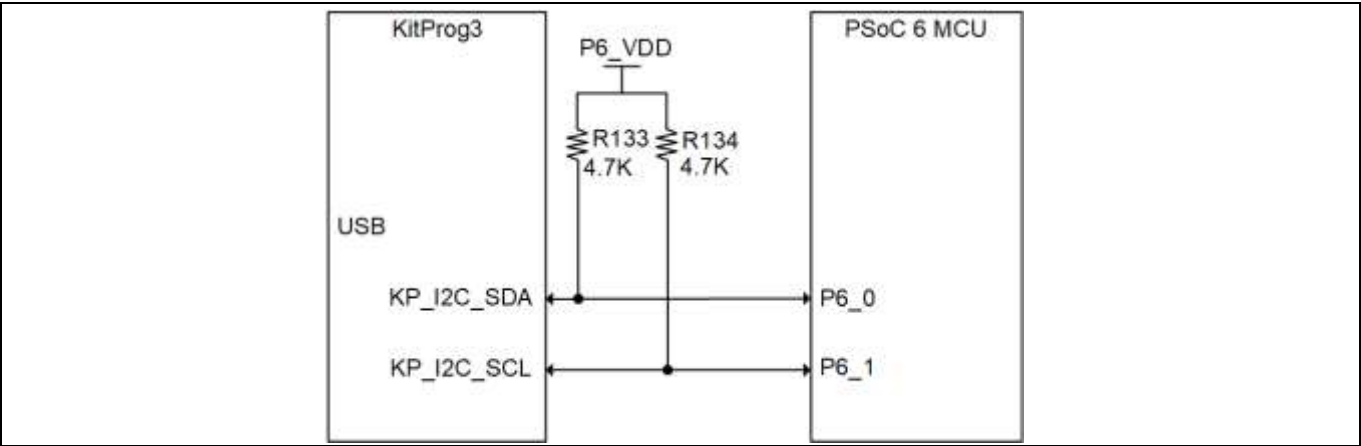 KitProg3
PSoC 6 MCU
P6_VDD
R133
R134
4.7K
4.7K
USB
KP_I2C_SDA
P6_0
KP_I2C_SCL
P6_1